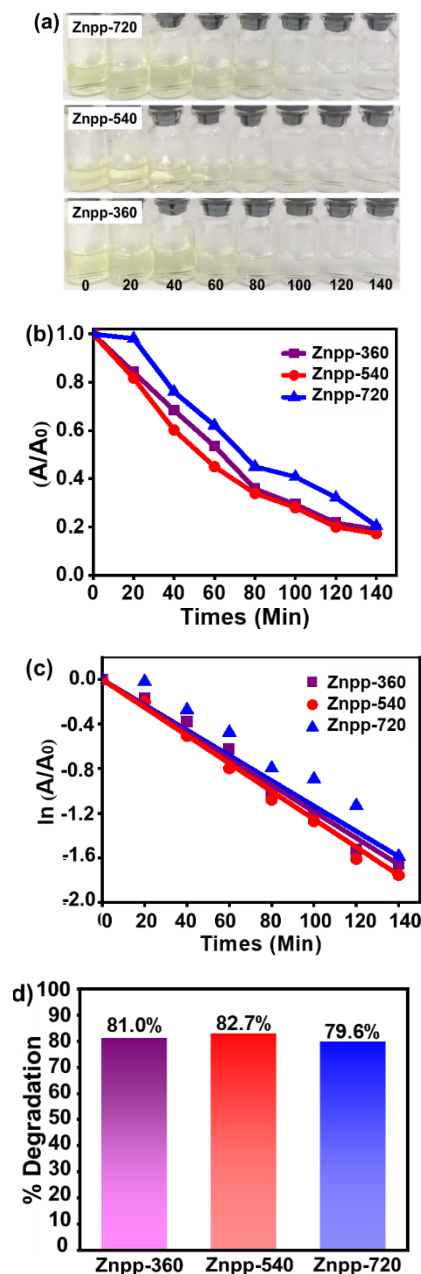 (a)
Znpp-720
Znpp-540
Znpp-360
0 20 40 60 80 100 120 140
(b)
(A/A0)
1.0
0.8
0.6
0.4
0.2
0.0
Znpp-360
Znpp-540
Znpp-720
0 20 40 60 80 100 120 140
Times (Min)
(c)
ln (A/A0)
0.0
-0.4
-0.8
-1.2
-1.6
-2.0
Znpp-360
Znpp-540
Znpp-720
0 20 40 60 80 100 120 140
Times (Min)
d)
% Degradation
100
90
80
70
60
50
40
30
20
10
0
81.0% 82.7% 79.6%
Znpp-360 Znpp-540 Znpp-720